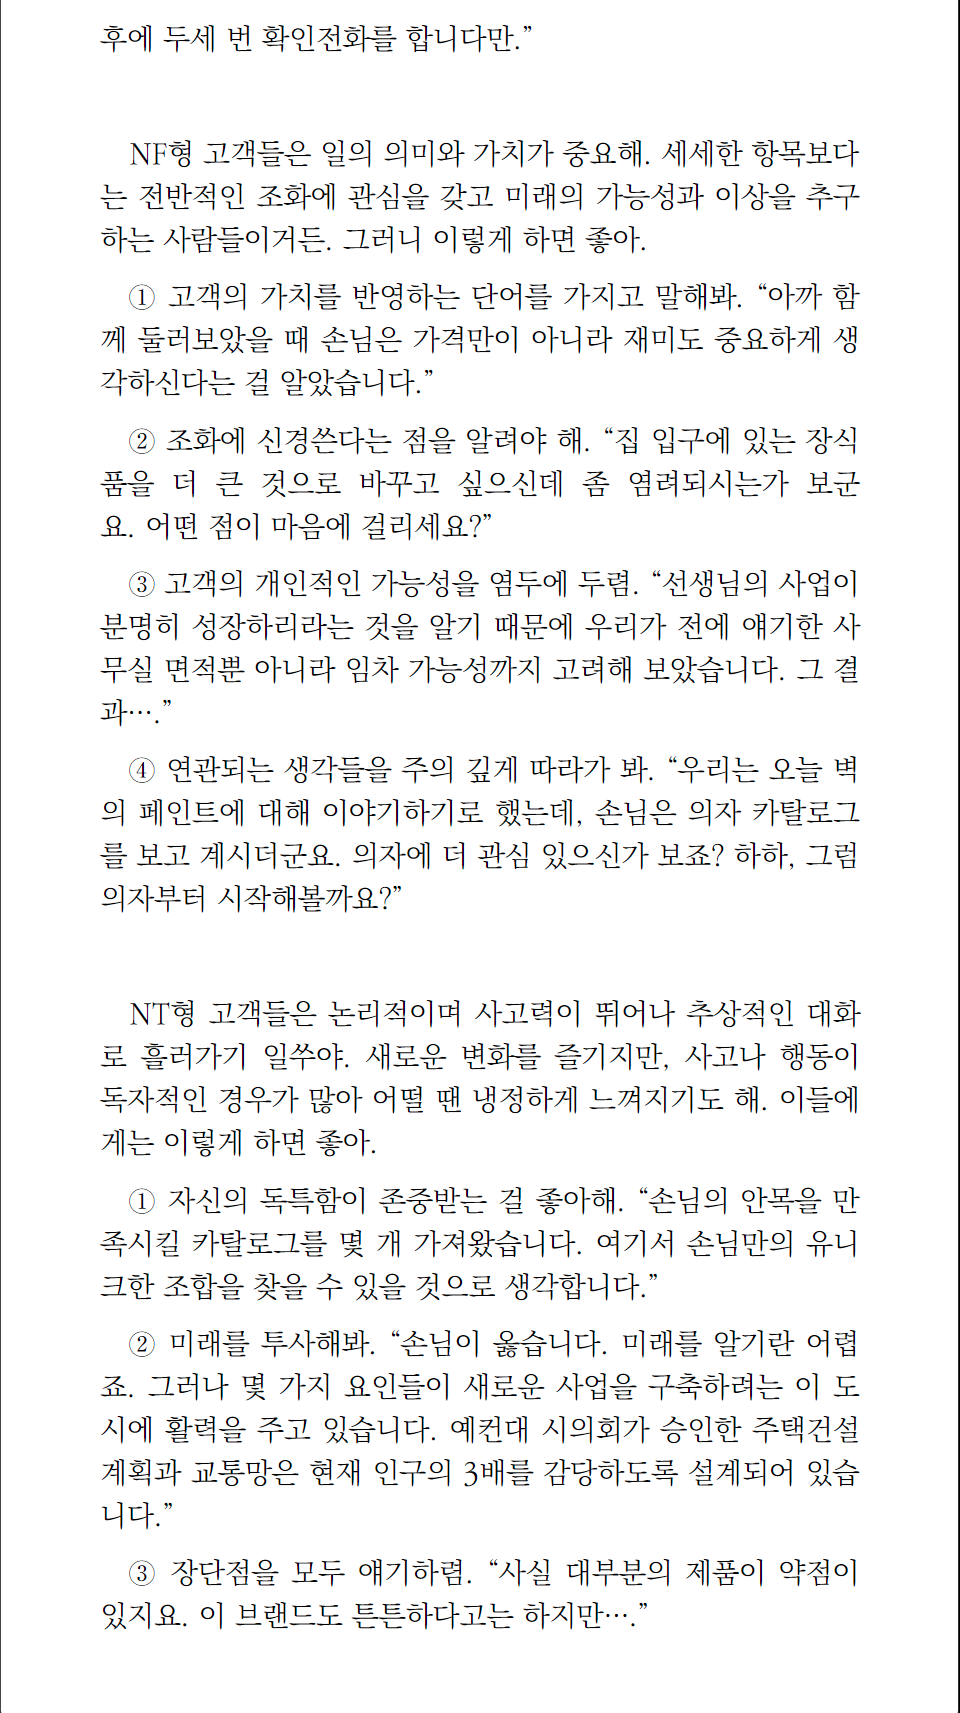 후에 두세 번 확인전화를 합니다만.”
NF형 고객들은 일의 의미와 가치가 중요해. 세세한 항목보다
는 전반적인 조화에 관심을 갖고 미래의 가능성과 이상을 추구
하는 사람들이거든. 그러니 이렇게 하면 좋아.
① 고객의 가치를 반영하는 단어를 가지고 말해봐. “아까 함
께 둘러보았을 때 손님은 가격만이 아니라 재미도 중요하게 생
각하신다는 걸 알았습니다.”
② 조화에 신경쓴다는 점을 알려야 해. “집 입구에 있는 장식
품을 더 큰 것으로 바꾸고 싶으신데 좀 염려되시는가 보군
요. 어떤 점이 마음에 걸리세요?”
③ 고객의 개인적인 가능성을 염두에 두렴. “선생님의 사업이
분명히 성장하리라는 것을 알기 때문에 우리가 전에 얘기한 사
무실 면적뿐 아니라 임차 가능성까지 고려해 보았습니다. 그 결
과….”
④ 연관되는 생각들을 주의 깊게 따라가 봐. “우리는 오늘 벽
의 페인트에 대해 이야기하기로 했는데, 손님은 의자 카탈로그
를 보고 계시더군요. 의자에 더 관심 있으신가 보죠? 하하, 그럼
의자부터 시작해볼까요?”
NT형 고객들은 논리적이며 사고력이 뛰어나 추상적인 대화
로 흘러가기 일쑤야. 새로운 변화를 즐기지만, 사고나 행동이
독자적인 경우가 많아 어떨 땐 냉정하게 느껴지기도 해. 이들에
게는 이렇게 하면 좋아.
① 자신의 독특함이 존중받는 걸 좋아해. “손님의 안목을 만
족시킬 카탈로그를 몇 개 가져왔습니다. 여기서 손님만의 유니
크한 조합을 찾을 수 있을 것으로 생각합니다.”
② 미래를 투사해봐. “손님이 옳습니다. 미래를 알기란 어렵
죠. 그러나 몇 가지 요인들이 새로운 사업을 구축하려는 이 도
시에 활력을 주고 있습니다. 예컨대 시의회가 승인한 주택건설
계획과 교통망은 현재 인구의 3배를 감당하도록 설계되어 있습
니다.”
③ 장단점을 모두 얘기하렴. “사실 대부분의 제품이 약점이
있지요. 이 브랜드도 튼튼하다고는 하지만….”